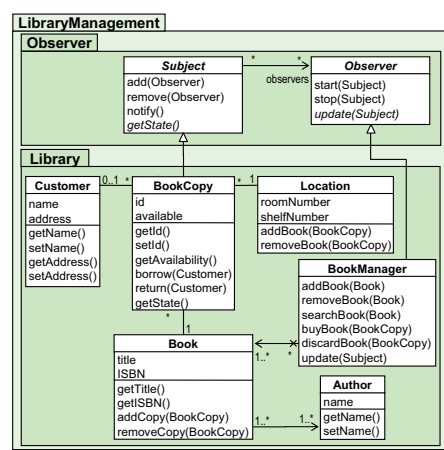 LibraryManagement
Observer
Subject
add(Observer)
remove(Observer)
notify()
getState()
* *
observers
Observer
start(Subject)
stop(Subject)
update(Subject)
Library
Customer
name
address
getName()
setName()
getAddress()
setAddress()
0..1 *
BookCopy
id
available
getId()
setId()
getAvailability()
borrow(Customer)
return(Customer)
getState()
* 1
Location
roomNumber
shelfNumber
addBook(BookCopy)
removeBook(BookCopy)
BookManager
addBook(Book)
removeBook(Book)
searchBook(Book)
buyBook(BookCopy)
discardBook(BookCopy)
update(Subject)
*
1
Book
title
ISBN
getTitle()
getISBN()
addCopy(BookCopy)
removeCopy(BookCopy)
1..* *
1..* 1..*
Author
name
getName()
setName()